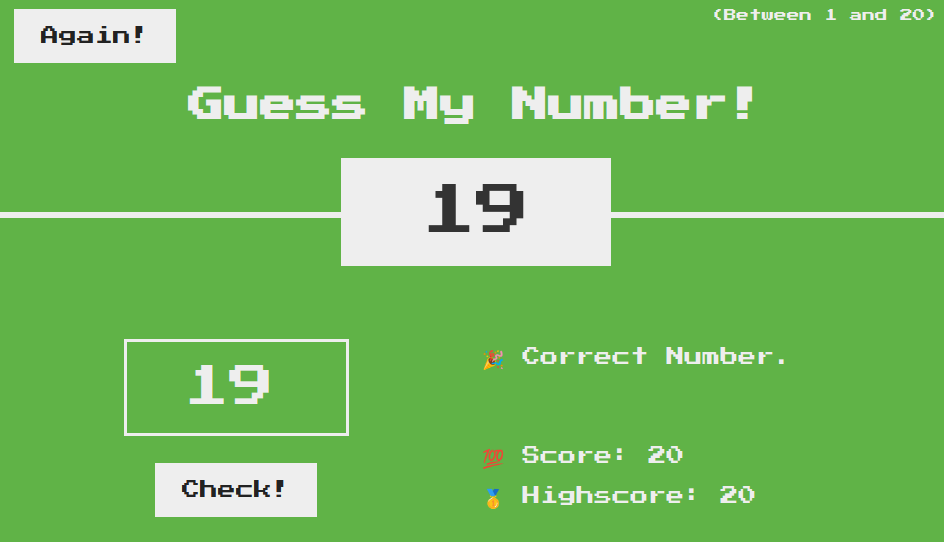 Again!
(Between 1 and 20)
Guess My Number!
19
19
🎉 Correct Number.
💯 Score: 20
Check!
🥇 Highscore: 20